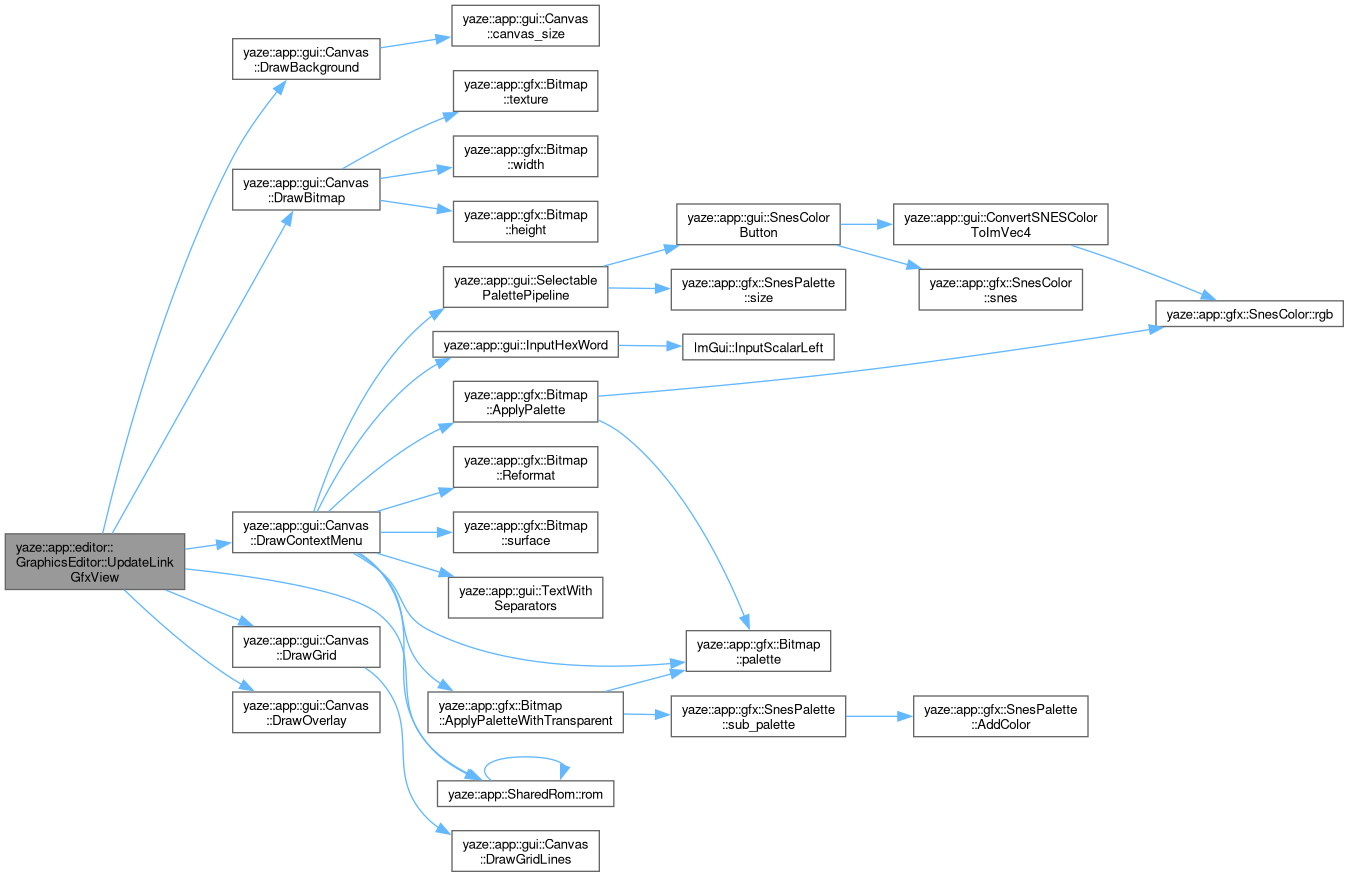 yaze::app::gui::Canvas
::canvas_size
yaze::app::gui::Canvas
::DrawBackground
yaze::app::gfx::Bitmap
::texture
yaze::app::gfx::Bitmap
::width
yaze::app::gui::Canvas
::DrawBitmap
yaze::app::gfx::Bitmap
::height
yaze::app::gui::SnesColor
Button
yaze::app::gui::ConvertSNESColor
ToImVec4
yaze::app::gui::Selectable
PalettePipeline
yaze::app::gfx::SnesPalette
::size
yaze::app::gfx::SnesColor
::snes
yaze::app::gfx::SnesColor::rgb
yaze::app::gui::InputHexWord
ImGui::InputScalarLeft
yaze::app::gfx::Bitmap
::ApplyPalette
yaze::app::gfx::Bitmap
::Reformat
yaze::app::gui::Canvas
::DrawContextMenu
yaze::app::gfx::Bitmap
::surface
yaze::app::editor::
GraphicsEditor::UpdateLink
GfxView
yaze::app::gui::TextWith
Separators
yaze::app::gui::Canvas
::DrawGrid
yaze::app::gfx::Bitmap
::palette
yaze::app::gui::Canvas
::DrawOverlay
yaze::app::gfx::Bitmap
::ApplyPaletteWithTransparent
yaze::app::gfx::SnesPalette
::sub_palette
yaze::app::gfx::SnesPalette
::AddColor
yaze::app::SharedRom::rom
yaze::app::gui::Canvas
::DrawGridLines